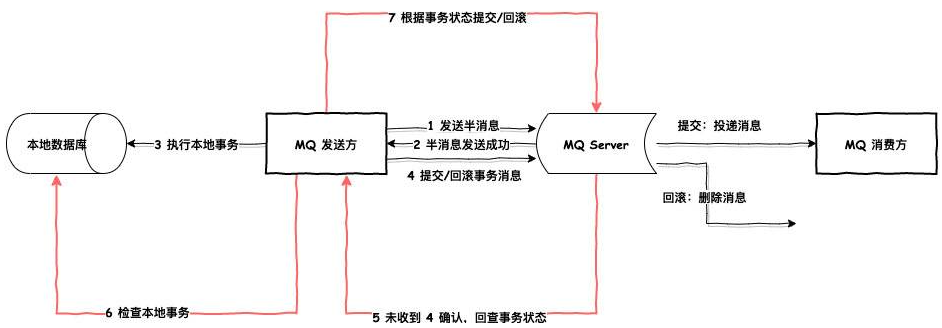 7 根据事务状态提交/回滚
本地数据库
3 执行本地事务
MQ 发送方
1 发送半消息
2 半消息发送成功
4 提交/回滚事务消息
MQ Server
提交：投递消息
MQ 消费方
回滚：删除消息
6 检查本地事务
5 未收到 4 确认，回查事务状态